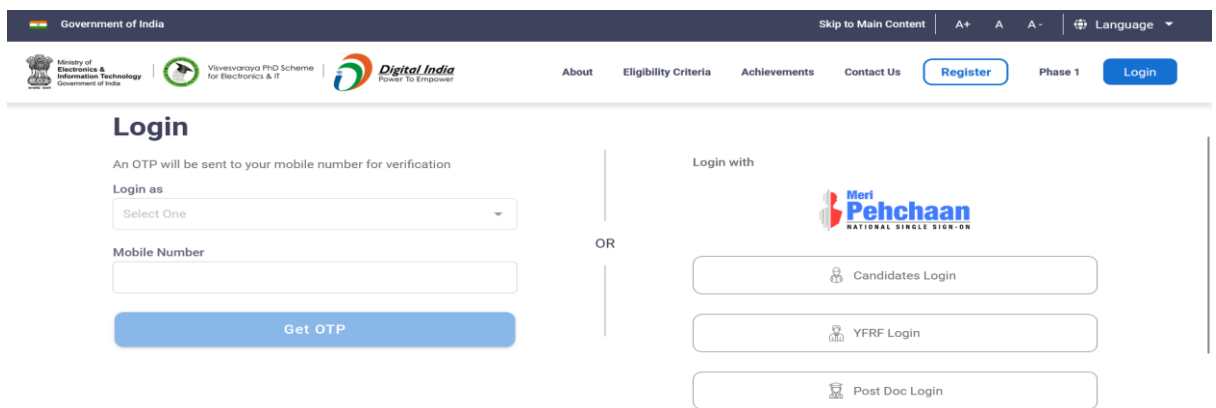 Government of India
Skip to Main Content A+ A A- Language
Ministry of
Electronics &
Information Technology
Government of India
Visvesvaraya PhD Scheme
for Electronics & IT
Digital India
Power To Empower
About Eligibility Criteria Achievements Contact Us Register Phase 1 Login
Login
An OTP will be sent to your mobile number for verification
Login as
Select One
Mobile Number
Get OTP
OR
Login with
Meri
Pehchaan
NATIONAL SINGLE SIGN-ON
Candidates Login
YFRF Login
Post Doc Login